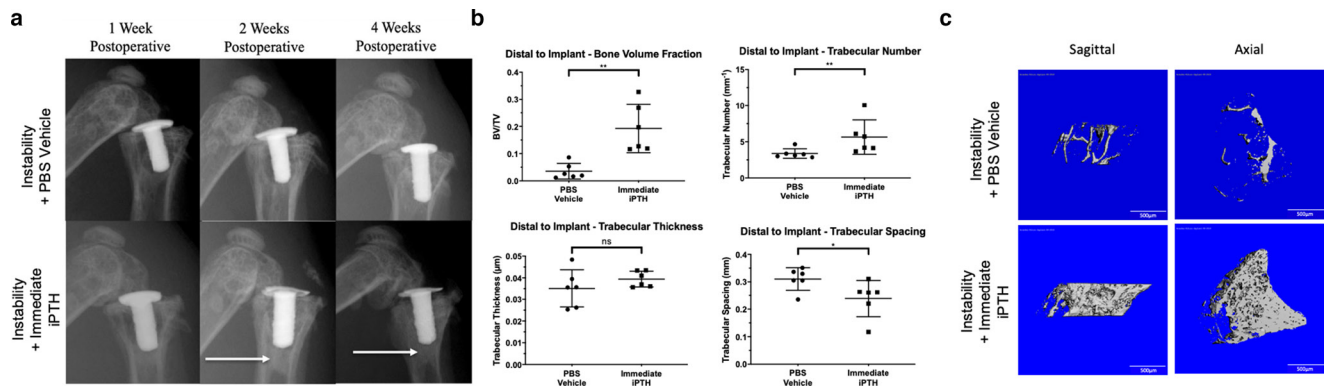 a
1 Week
Postoperative
2 Weeks
Postoperative
4 Weeks
Postoperative
Instability
+ PBS Vehicle
Instability
+ Immediate
iPTH
b
Distal to Implant - Bone Volume Fraction
**
BV/TV
0.4
0.3
0.2
0.1
0.0
PBS
Vehicle
Immediate
iPTH
Distal to Implant - Trabecular Number
**
Trabecular Number (mm⁻¹)
15
10
5
0
PBS
Vehicle
Immediate
iPTH
Distal to Implant - Trabecular Thickness
ns
Trabecular Thickness (µm)
0.05
0.04
0.03
0.02
0.01
0.00
PBS
Vehicle
Immediate
iPTH
Distal to Implant - Trabecular Spacing
*
Trabecular Spacing (mm)
0.4
0.3
0.2
0.1
0.0
PBS
Vehicle
Immediate
iPTH
c
Sagittal
Axial
Instability
+ PBS Vehicle
500µm
500µm
Instability
+ Immediate
iPTH
500µm
500µm